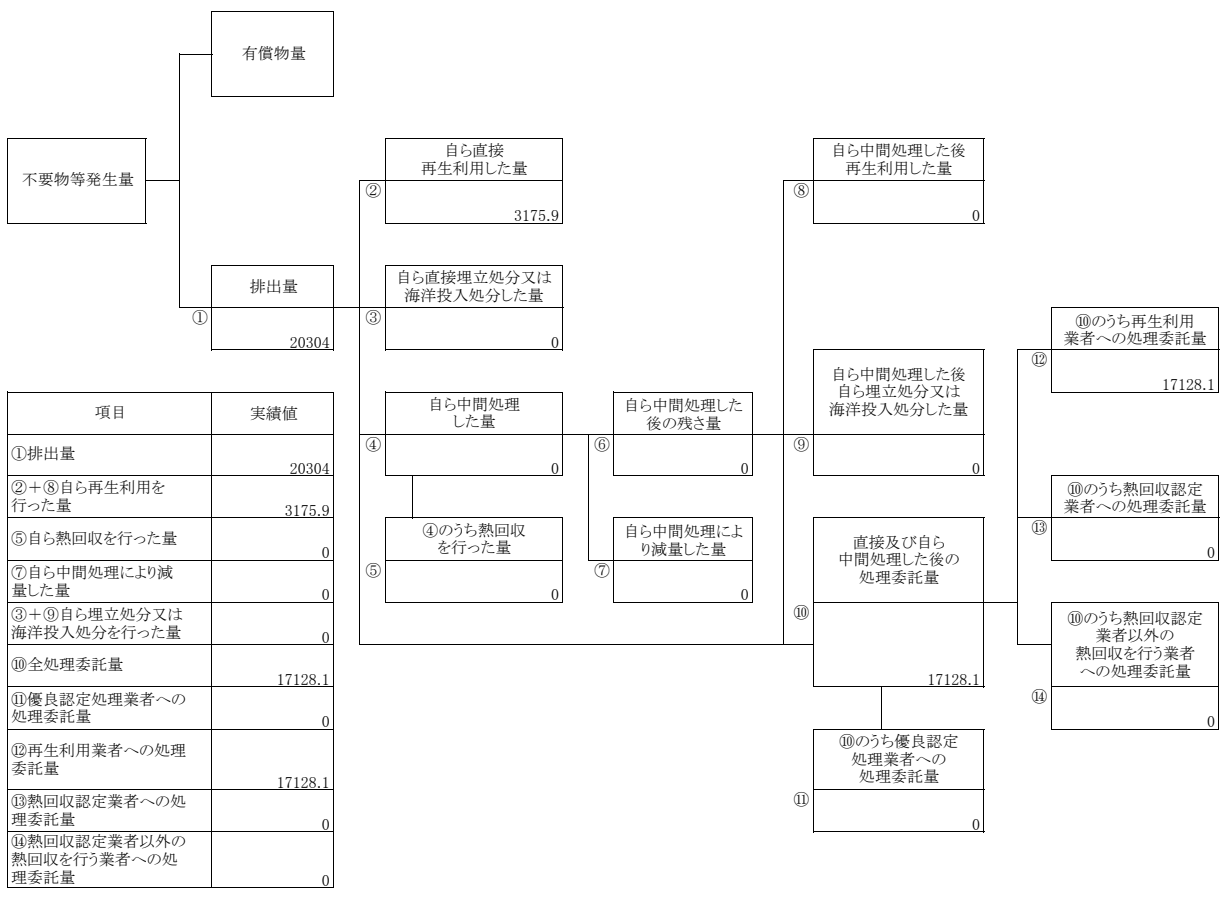 有償物量
不要物等発生量
自ら直接
再生利用した量
②
3175.9
自ら中間処理した後
再生利用した量
⑧
0
排出量
①
20304
自ら直接埋立処分又は
海洋投入処分した量
③
0
⑩のうち再生利用
業者への処理委託量
⑫
17128.1
自ら中間処理
した量
④
0
自ら中間処理した
後の残さ量
⑥
0
自ら中間処理した後
自ら埋立処分又は
海洋投入処分した量
⑨
0
⑩のうち熱回収認定
業者への処理委託量
⑬
0
④のうち熱回収
を行った量
⑤
0
自ら中間処理によ
り減量した量
⑦
0
直接及び自ら
中間処理した後の
処理委託量
⑩
17128.1
⑩のうち熱回収認定
業者以外の
熱回収を行う業者
への処理委託量
⑭
0
⑩のうち優良認定
処理業者への
処理委託量
⑪
0
項目 実績値
①排出量
20304
②＋⑧自ら再生利用を
行った量
3175.9
⑤自ら熱回収を行った量
0
⑦自ら中間処理により減
量した量
0
③＋⑨自ら埋立処分又は
海洋投入処分を行った量
0
⑩全処理委託量
17128.1
⑪優良認定処理業者への
処理委託量
0
⑫再生利用業者への処理
委託量
17128.1
⑬熱回収認定業者への処
理委託量
0
⑭熱回収認定業者以外の
熱回収を行う業者への処
理委託量
0